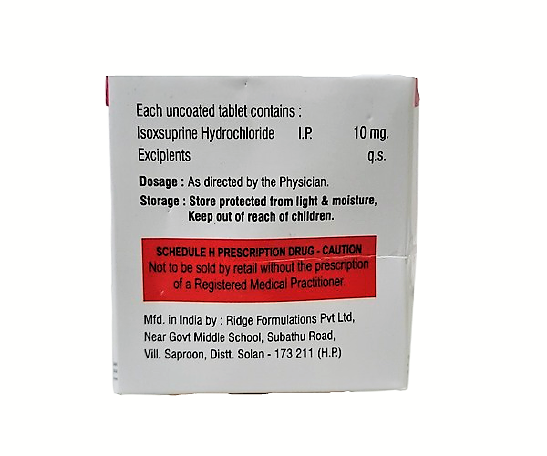 Each uncoated tablet contains :
Isoxsuprine Hydrochloride I.P. 10 mg.
Excipients q.s.
Dosage : As directed by the Physician.
Storage : Store protected from light & moisture,
Keep out of reach of children.
SCHEDULE H PRESCRIPTION DRUG - CAUTION
Not to be sold by retail without the prescription
of a Registered Medical Practitioner.
Mfd. in India by : Ridge Formulations Pvt Ltd,
Near Govt Middle School, Subathu Road,
Vill. Saproon, Distt. Solan - 173 211 (H.P.)